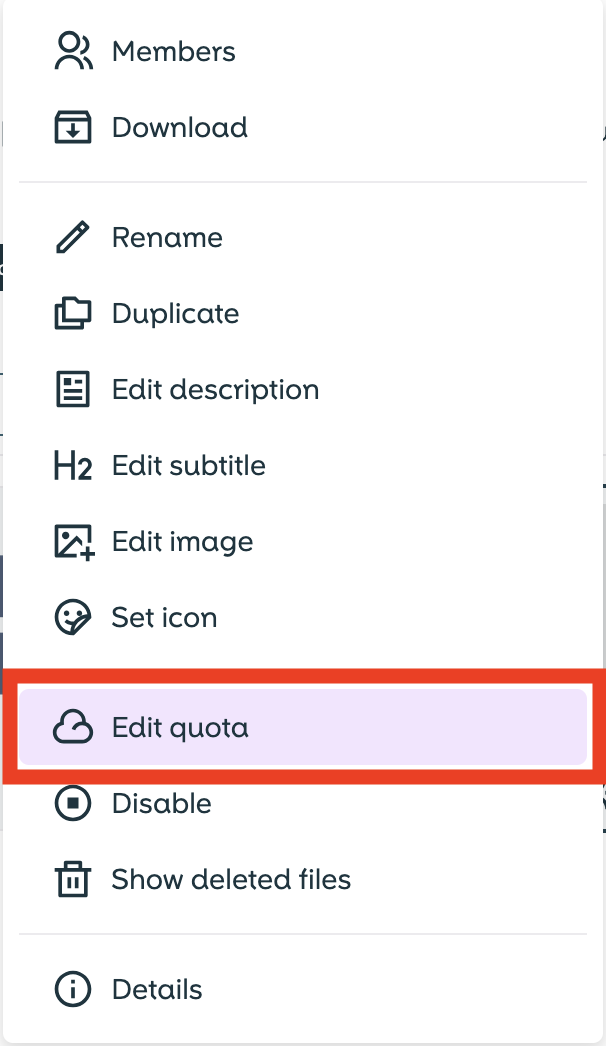 Members
Download
Rename
Duplicate
Edit description
H2 Edit subtitle
Edit image
Set icon
Edit quota
Disable
Show deleted files
Details